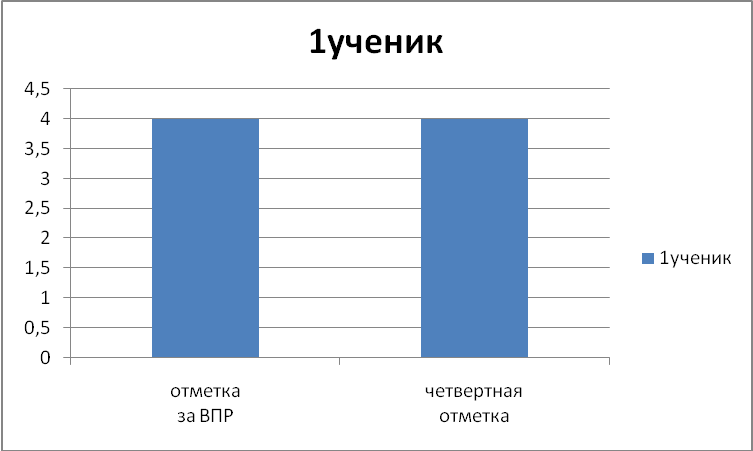 1ученик
4,5
4
3,5
3
2,5
2
1,5
1
0,5
0
1ученик
отметка
за ВПР
четвертная
отметка